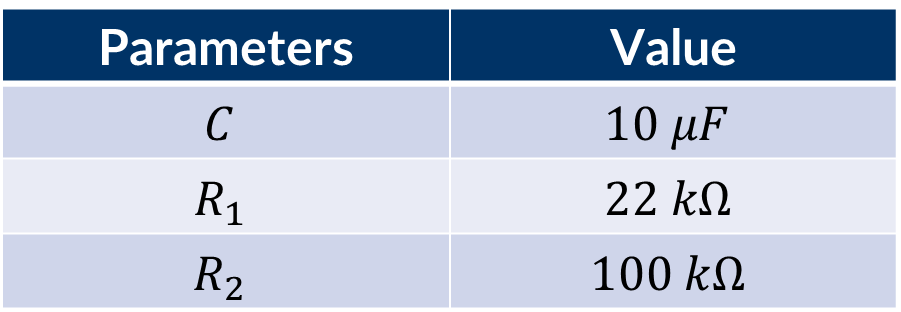 Parameters Value
C 10 μF
R₁ 22 kΩ
R₂ 100 kΩ